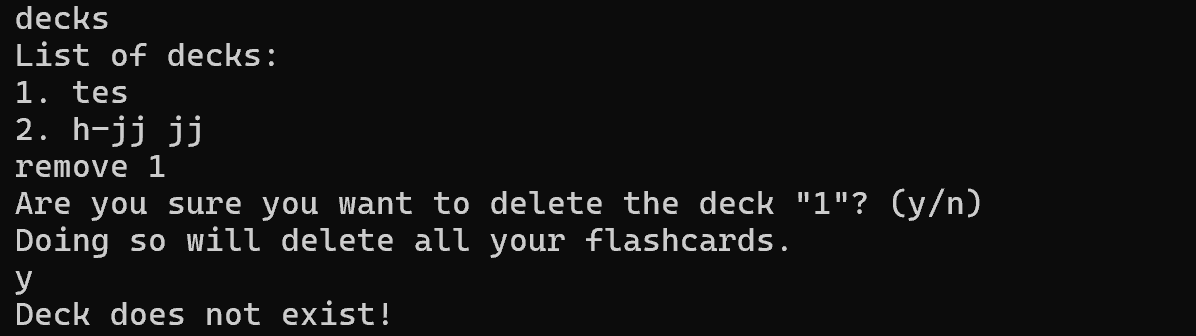 decks
List of decks:
1. tes
2. h-jj jj
remove 1
Are you sure you want to delete the deck "1"? (y/n)
Doing so will delete all your flashcards.
y
Deck does not exist!